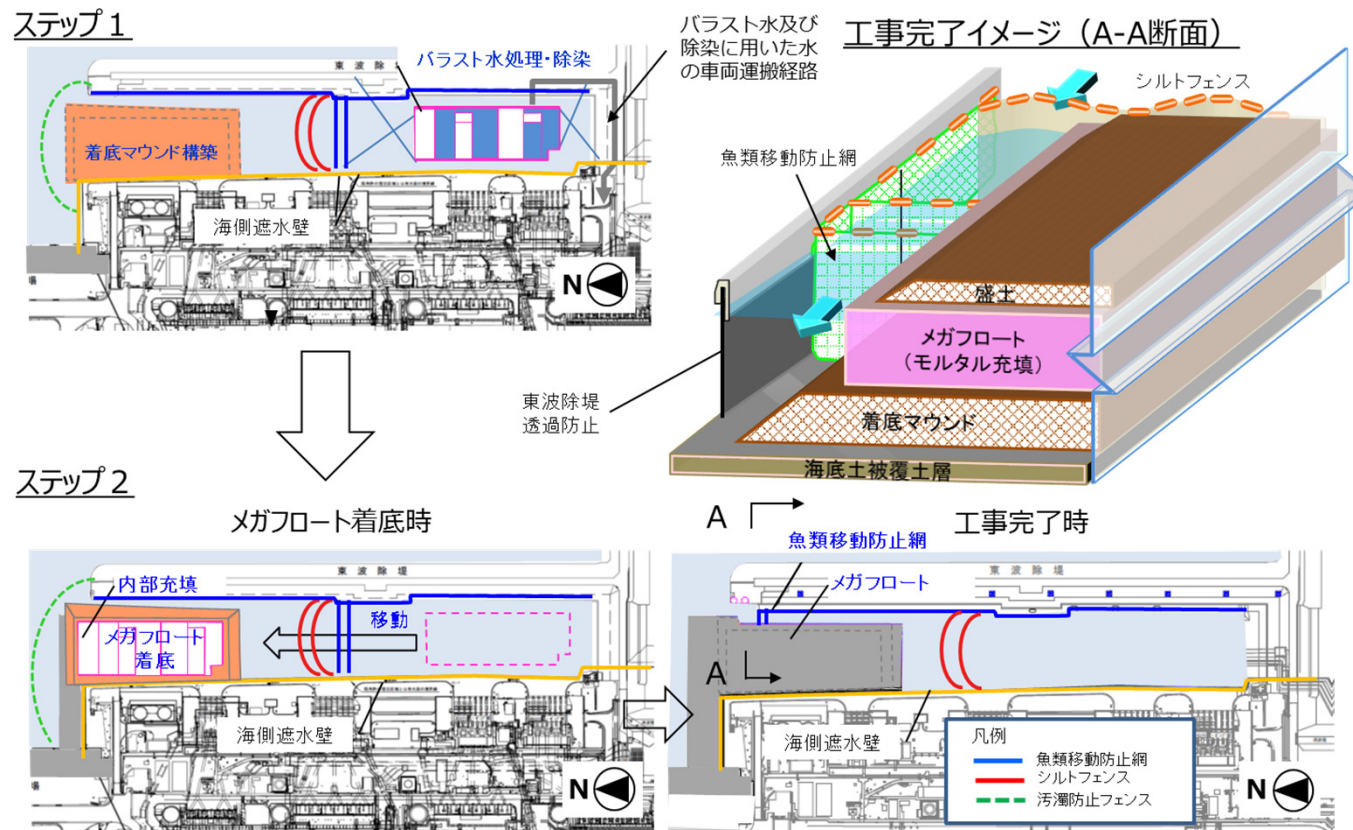 ステップ1
東波除
バラスト水処理・除染
バラスト水及び
除染に用いた水
の車両運搬経路
着底マウンド構築
海側遮水壁
N
工事完了イメージ（A-A断面）
シルトフェンス
魚類移動防止網
盛土
メガフロート
（モルタル充填）
東波除堤
透過防止
着底マウンド
海底土被覆土層
ステップ2
メガフロート着底時
東波除堤
内部充填
移動
メガフロート
着底
海側遮水壁
N
A
工事完了時
魚類移動防止網
東波除堤
メガフロート
A
海側遮水壁
凡例
魚類移動防止網
シルトフェンス
汚濁防止フェンス
N